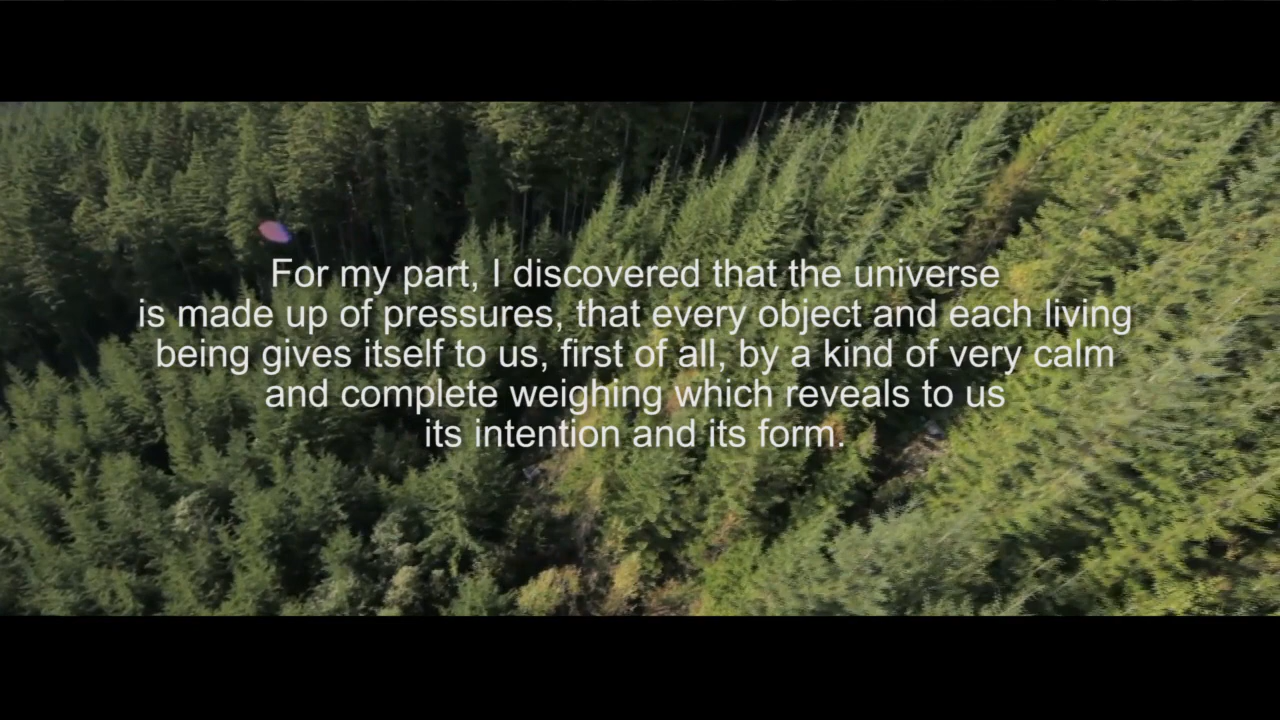 For my part, I discovered that the universe
is made up of pressures, that every object and each living
being gives itself to us, first of all, by a kind of very calm
and complete weighing which reveals to us
its intention and its form.